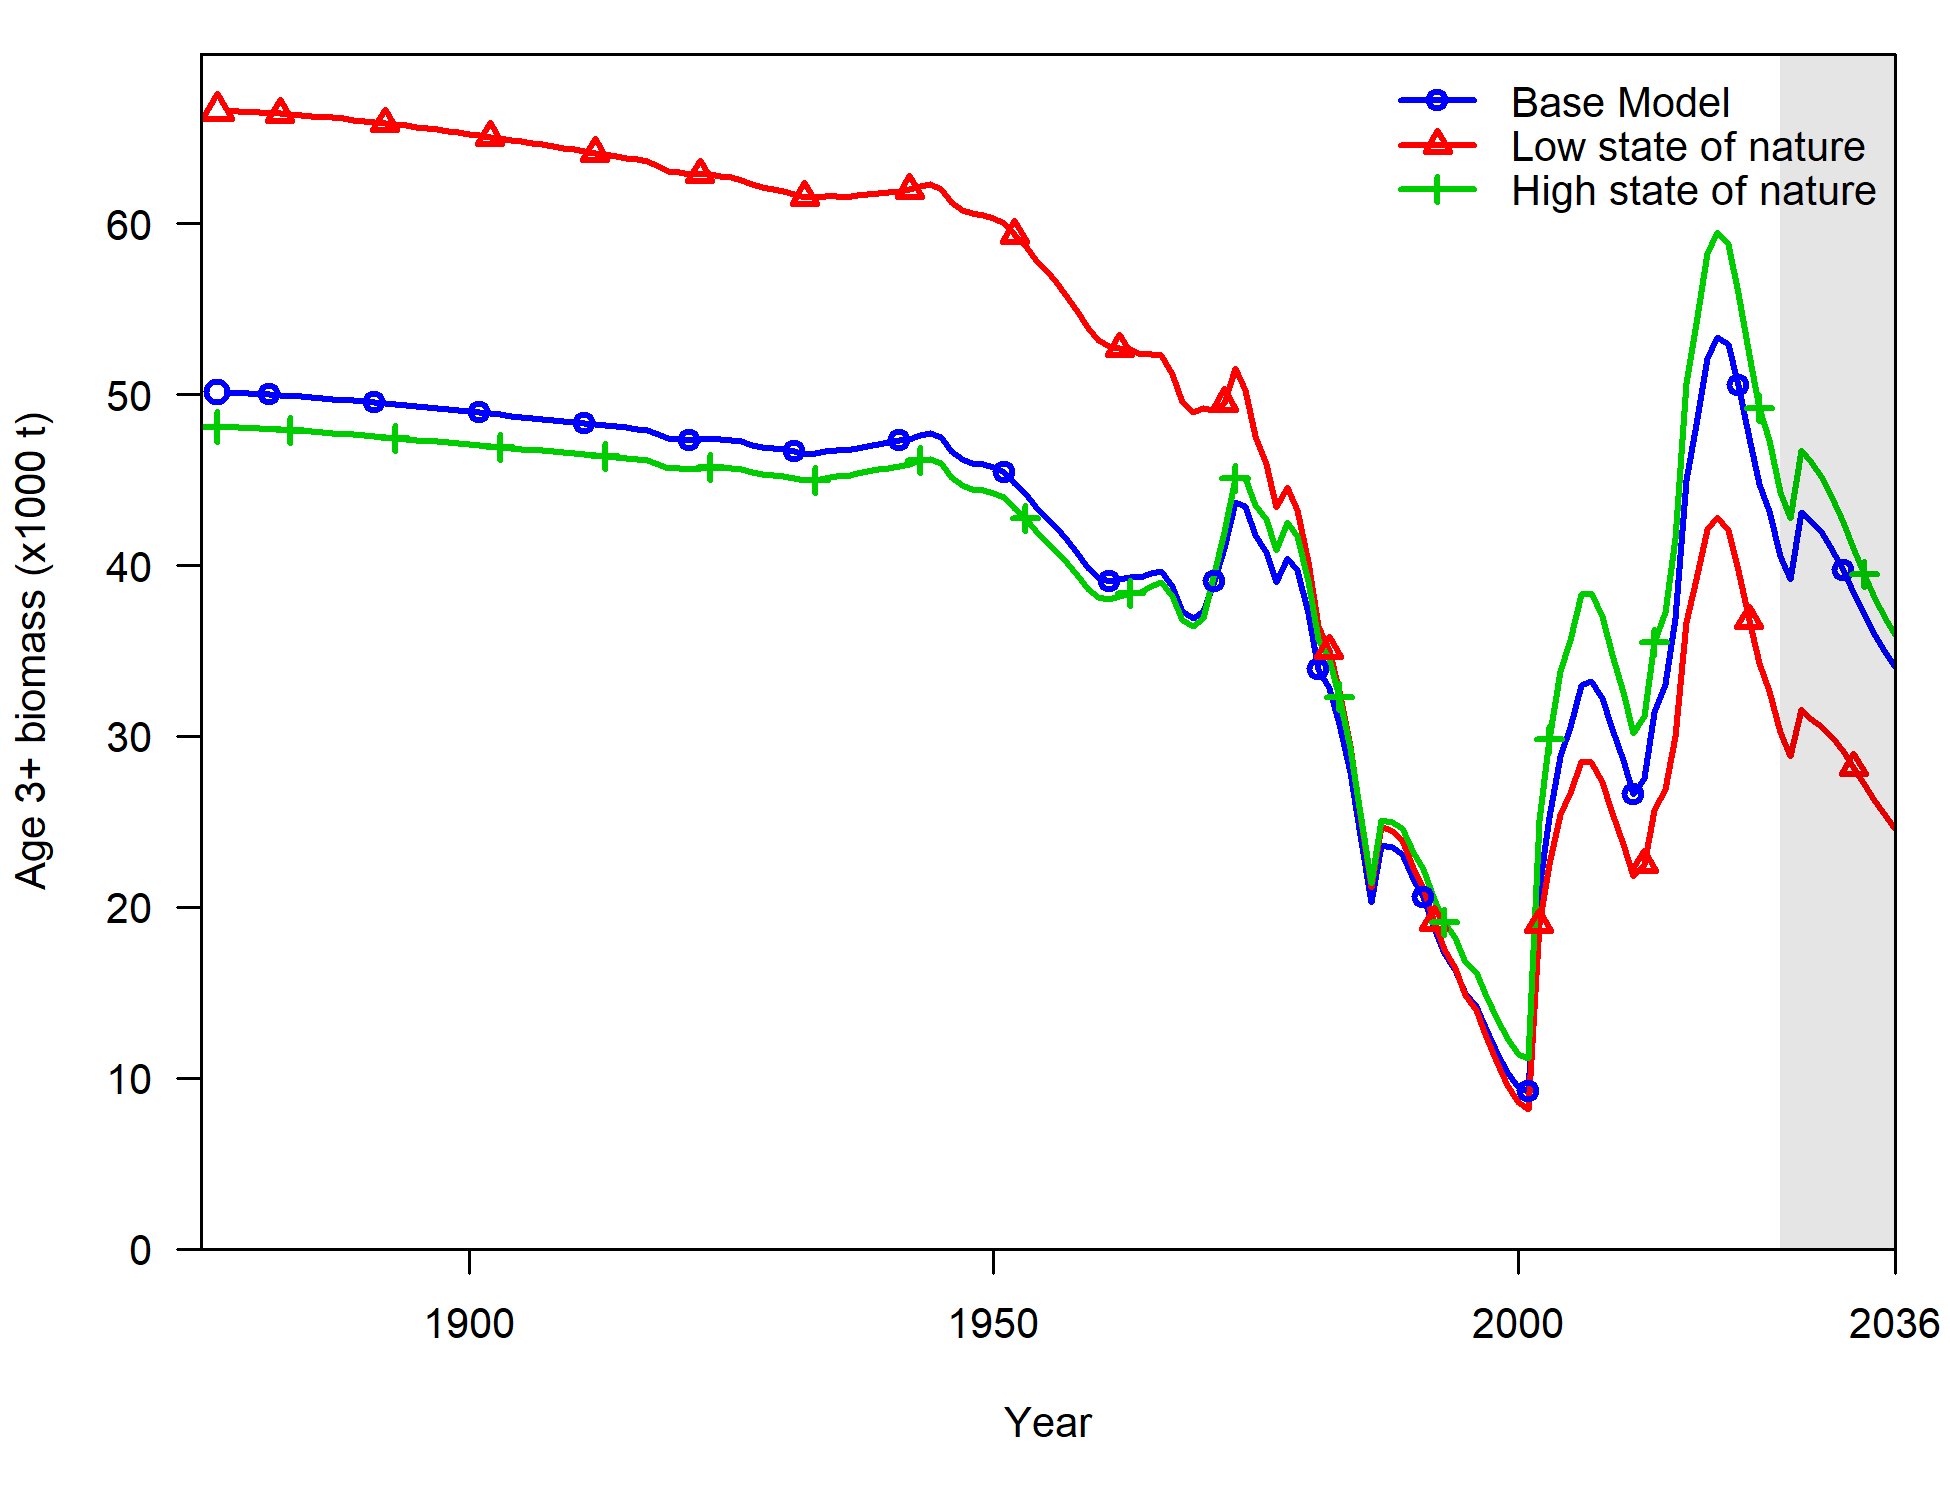 Base Model
Low state of nature
High state of nature
Age 3+ biomass (x1000 t)
60
50
40
30
20
10
0
1900
1950
2000
2036
Year